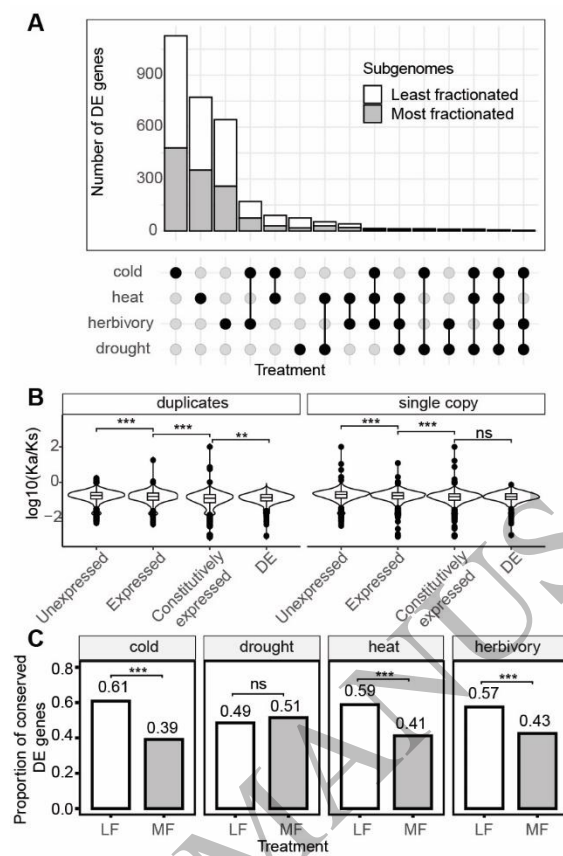 A
Number of DE genes
900
600
300
0
Subgenomes
Least fractionated
Most fractionated
cold
heat
herbivory
drought
Treatment
B
duplicates
single copy
log10(Ka/Ks)
2
0
−2
***
***
**
***
***
ns
Unexpressed
Expressed
Constitutively
expressed
DE
Unexpressed
Expressed
Constitutively
expressed
DE
C
cold
drought
heat
herbivory
Proportion of conserved
DE genes
0.8
0.6
0.4
0.2
0.0
***
0.61
0.39
ns
0.49
0.51
***
0.59
0.41
***
0.57
0.43
LF MF LF MF LF MF LF MF
Treatment
MANUS